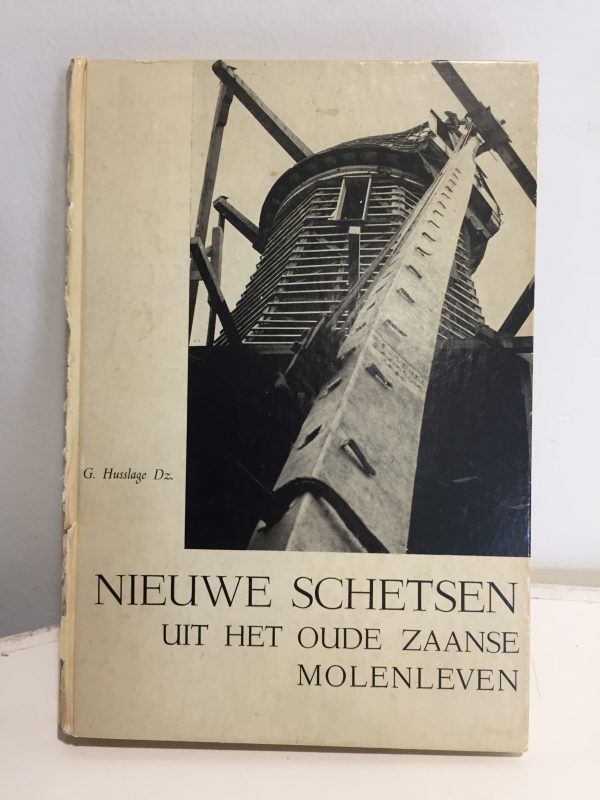 G. Husslage Dz.
NIEUWE SCHETSEN
UIT HET OUDE ZAANSE
MOLENLEVEN